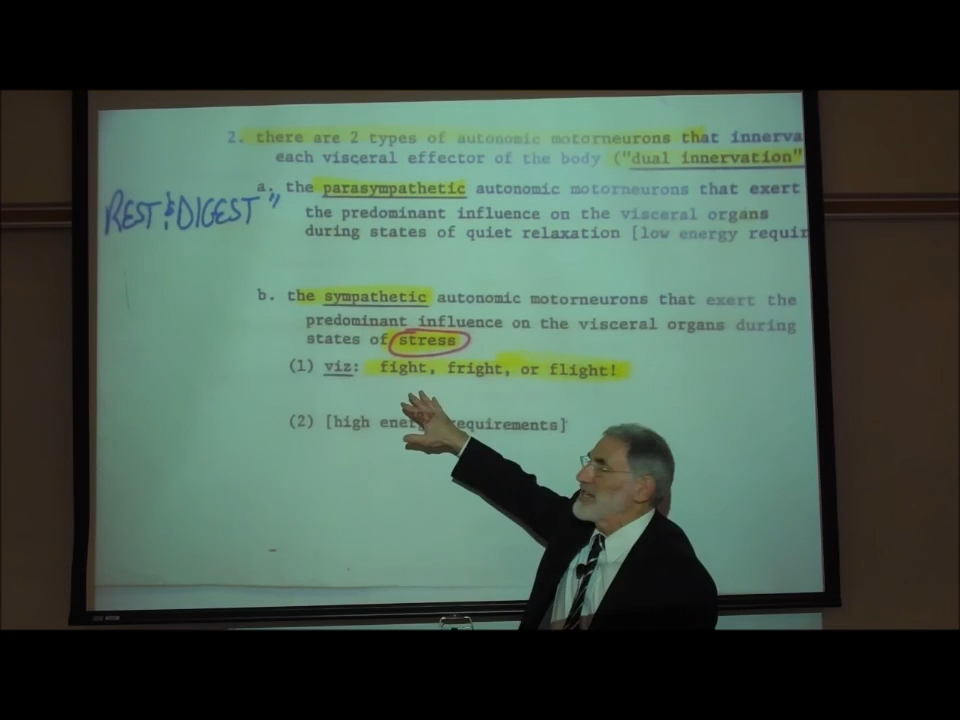 2. there are 2 types of autonomic motorneurons that innerva
each visceral effector of the body ("dual innervation"
a. the parasympathetic autonomic motorneurons that exert
REST & DIGEST"
the predominant influence on the visceral organs
during states of quiet relaxation [low energy requir
b. the sympathetic autonomic motorneurons that exert the
predominant influence on the visceral organs during
states of stress
(1) viz: fight, fright, or flight!
(2) [high energy requirements]